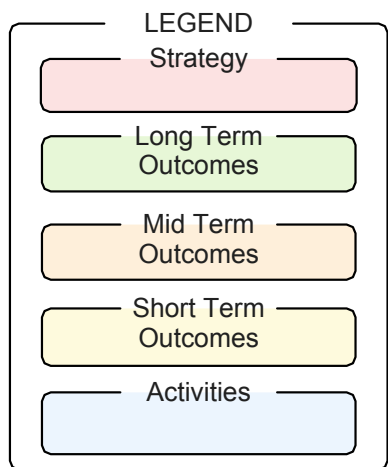 LEGEND
Strategy
Long Term
Outcomes
Mid Term
Outcomes
Short Term
Outcomes
Activities